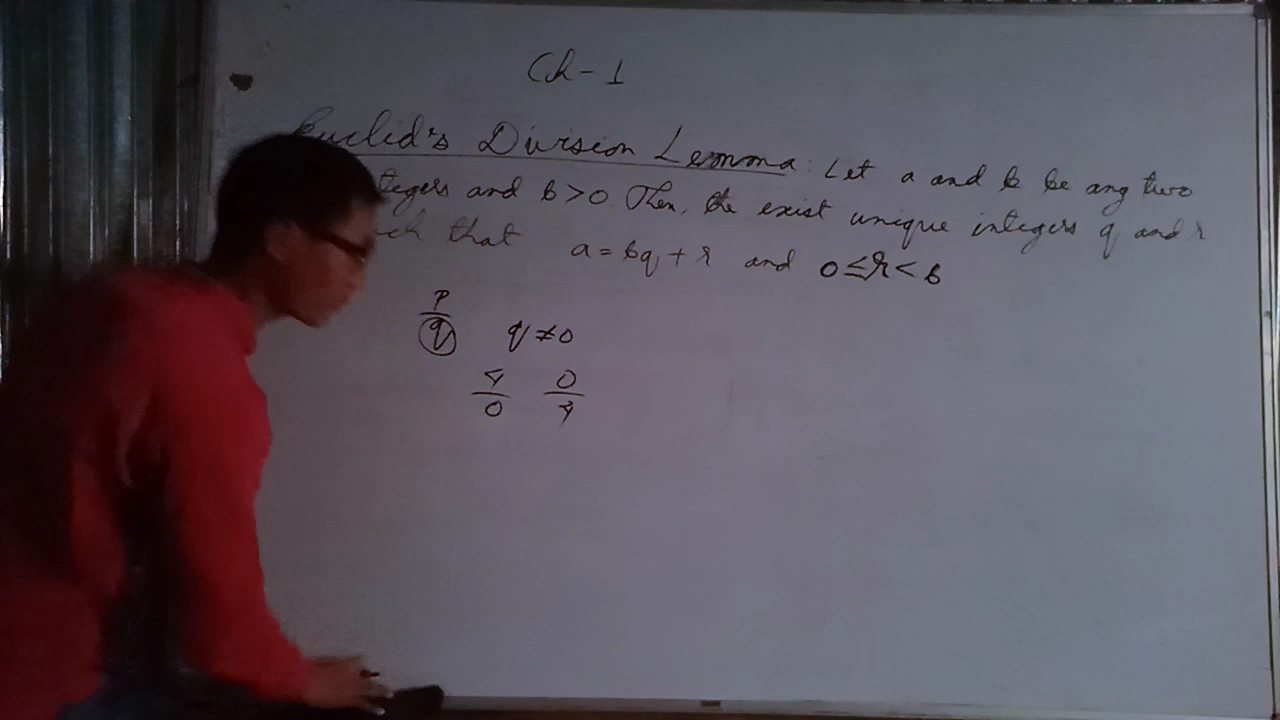 Ch-1
Euclid's Division Lemma: Let a and b be any two
tegers and b>0. Then, the exist unique integers q and r
ch that a = bq + r and 0≤r<b
p/q q≠0
4/0 0/4